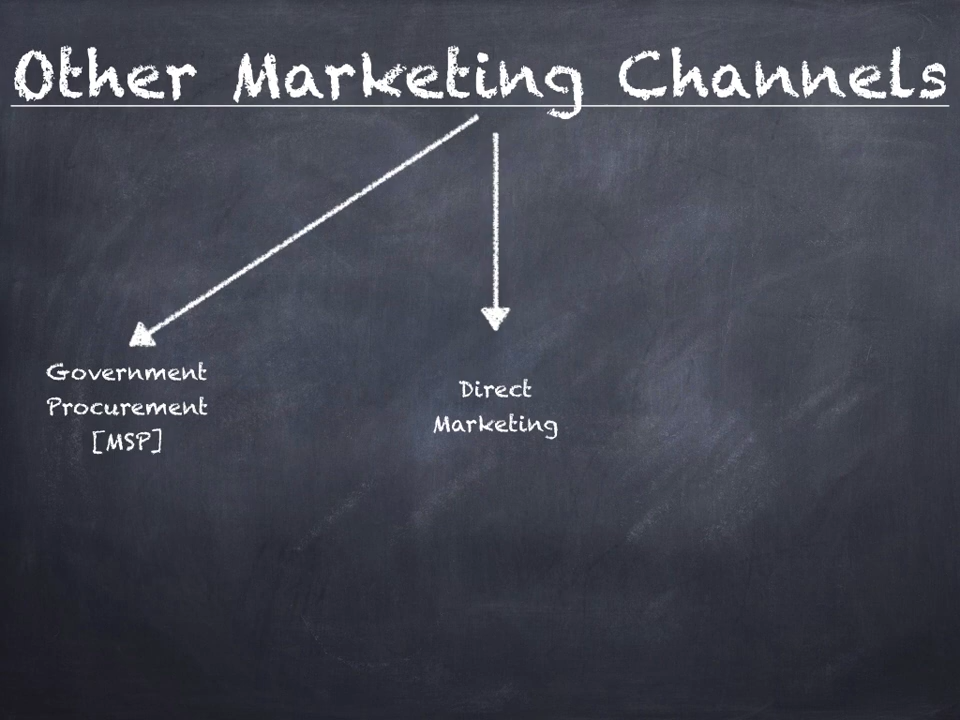 Other Marketing Channels
Government
Procurement
[MSP]
Direct
Marketing